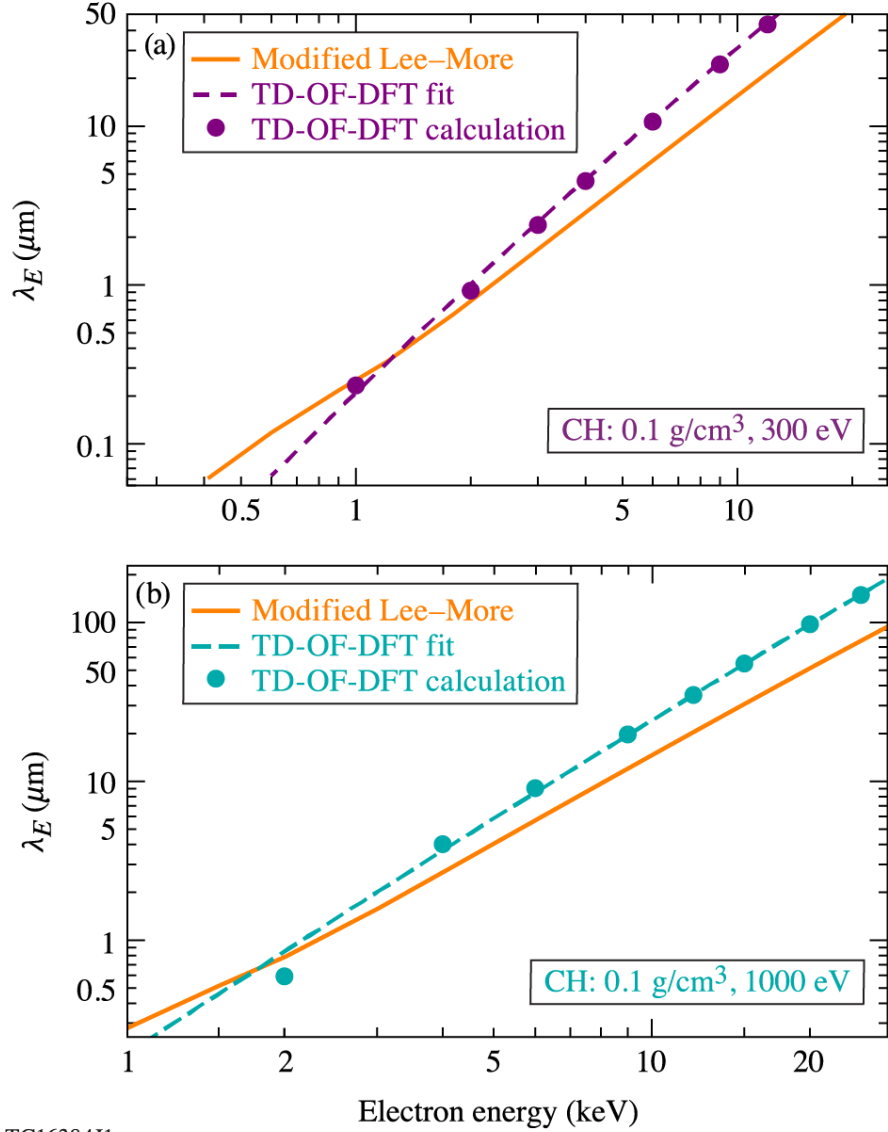 50
(a)
Modified Lee–More
TD-OF-DFT fit
TD-OF-DFT calculation
10
5
λE (μm)
1
0.5
0.1
CH: 0.1 g/cm3, 300 eV
0.5 1 5 10
(b)
Modified Lee–More
TD-OF-DFT fit
TD-OF-DFT calculation
100
50
λE (μm)
10
5
1
0.5
CH: 0.1 g/cm3, 1000 eV
1 2 5 10 20
Electron energy (keV)